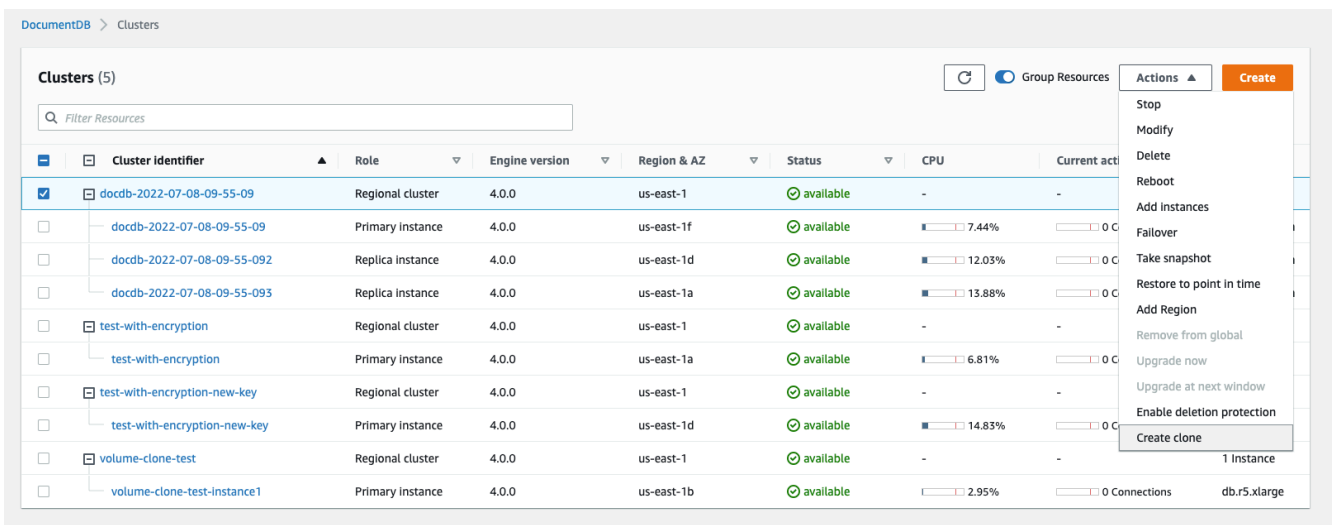 DocumentDB > Clusters
Clusters (5)
Group Resources
Actions
Create
Filter Resources
Stop
Modify
Delete
Reboot
Add instances
Failover
Take snapshot
Restore to point in time
Add Region
Remove from global
Upgrade now
Upgrade at next window
Enable deletion protection
Create clone
Cluster identifier Role Engine version Region & AZ Status CPU Current acti
docdb-2022-07-08-09-55-09 Regional cluster 4.0.0 us-east-1 available - -
docdb-2022-07-08-09-55-09 Primary instance 4.0.0 us-east-1f available 7.44% 0 C
docdb-2022-07-08-09-55-092 Replica instance 4.0.0 us-east-1d available 12.03% 0 C
docdb-2022-07-08-09-55-093 Replica instance 4.0.0 us-east-1a available 13.88% 0 C
test-with-encryption Regional cluster 4.0.0 us-east-1 available - -
test-with-encryption Primary instance 4.0.0 us-east-1a available 6.81% 0 C
test-with-encryption-new-key Regional cluster 4.0.0 us-east-1 available - -
test-with-encryption-new-key Primary instance 4.0.0 us-east-1d available 14.83% 0 C
volume-clone-test Regional cluster 4.0.0 us-east-1 available - - 1 Instance
volume-clone-test-instance1 Primary instance 4.0.0 us-east-1b available 2.95% 0 Connections db.r5.xlarge